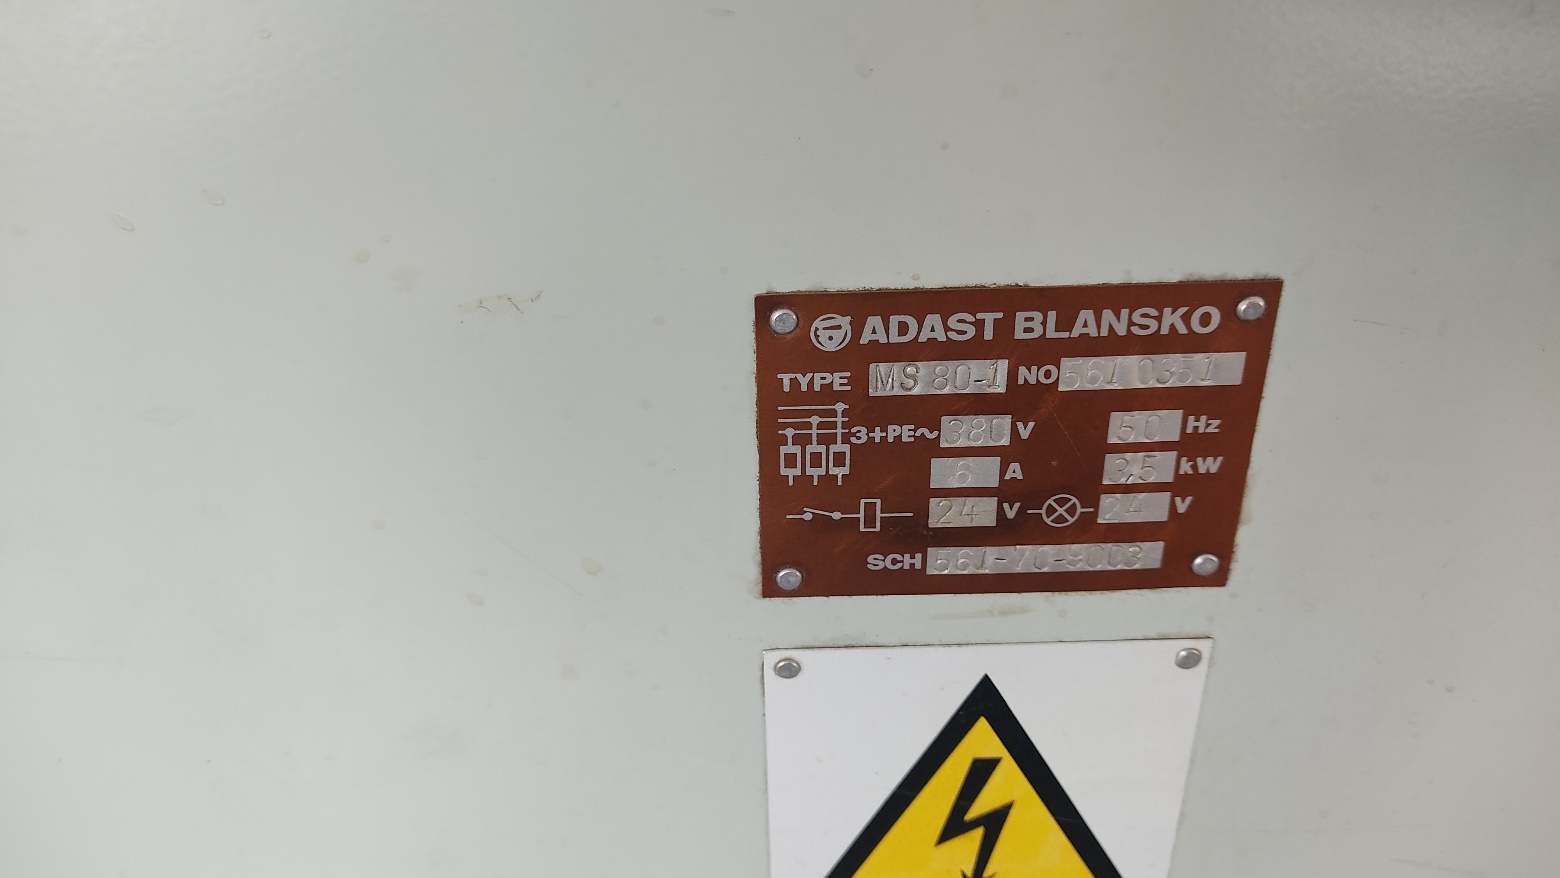 ADAST BLANSKO
TYPE MS 80-1 NO 561 0351
3+PE~ 380 V 50 Hz
6 A 3,5 kW
24 V 24 V
SCH 561-70-9003